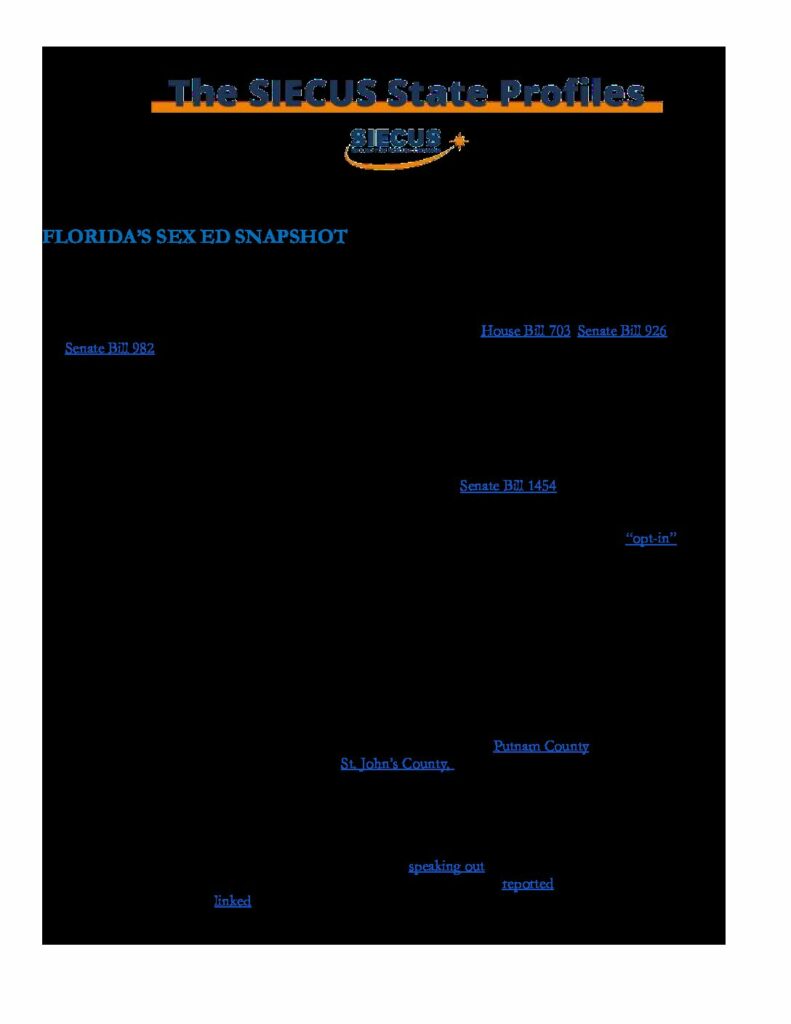 The SIECUS State Profiles
SIECUS
FLORIDA'S SEX ED SNAPSHOT
House Bill 703 Senate Bill 926
Senate Bill 982
Senate Bill 1454
“opt-in”
Putnam County
St. John's County,
speaking out
reported
linked